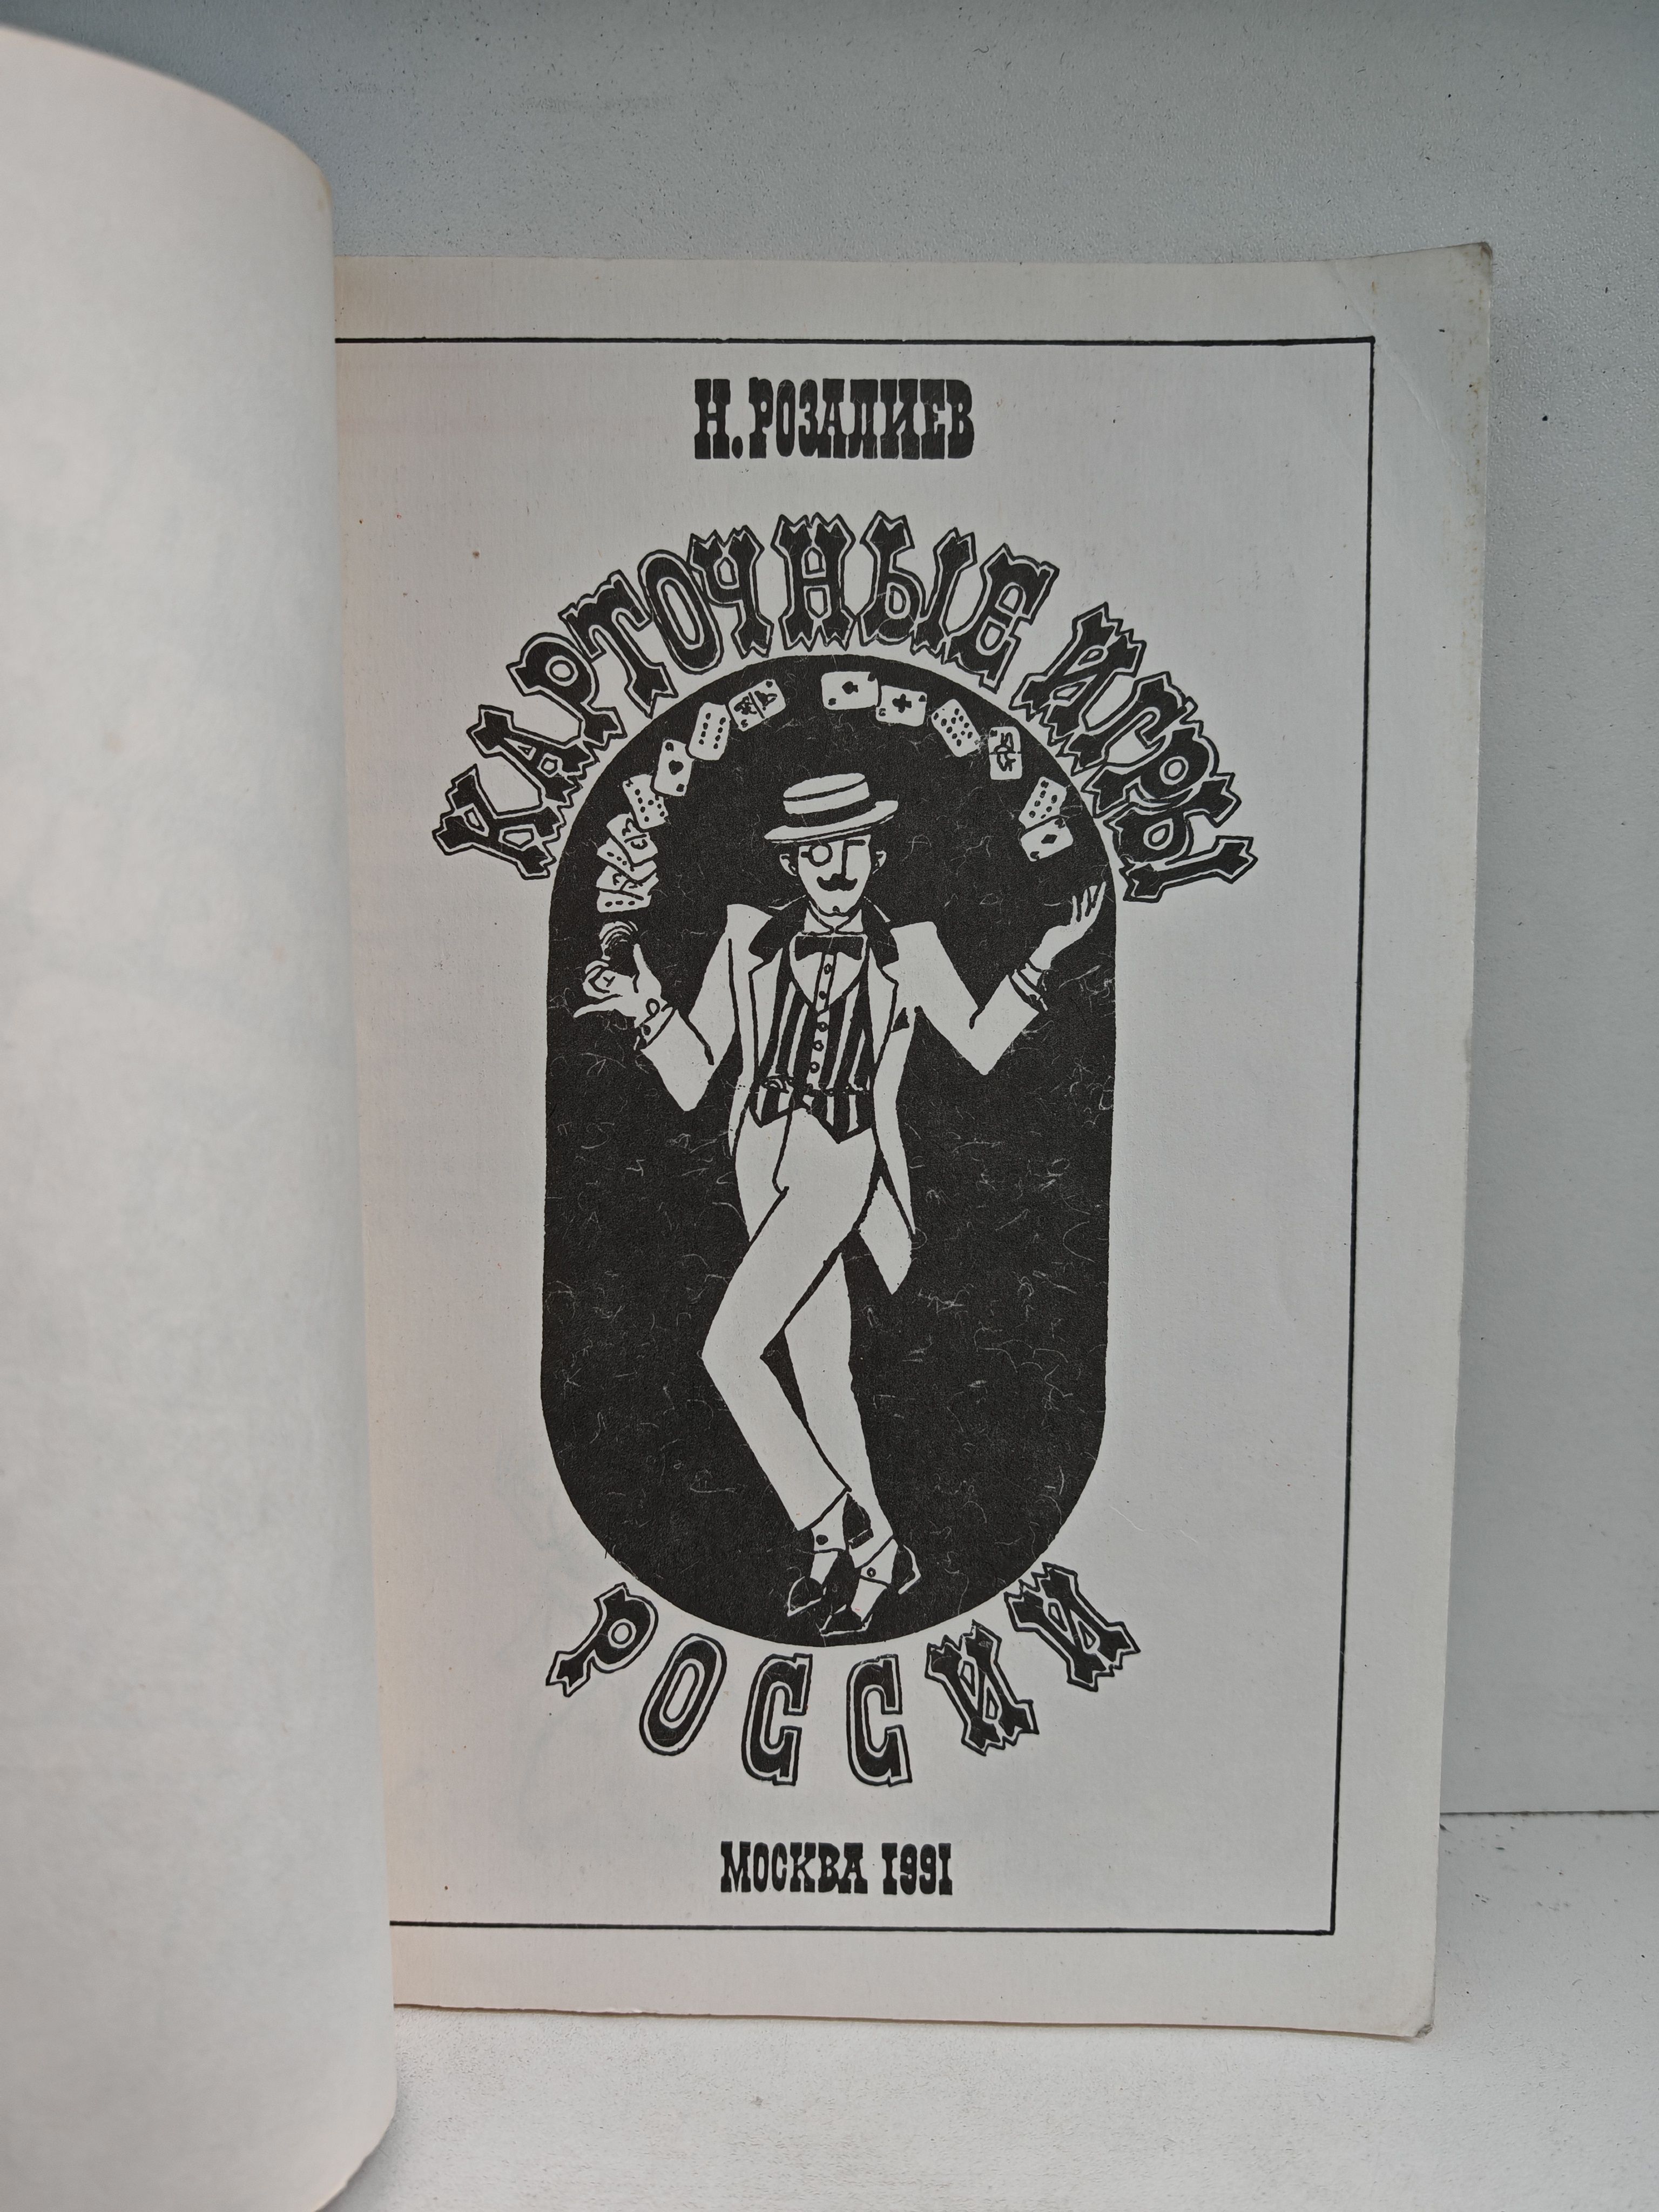 Н. РОЗАЛИЕВ
КАРТОЧНЫЕ ИГРЫ
РОССИИ
МОСКВА 1991